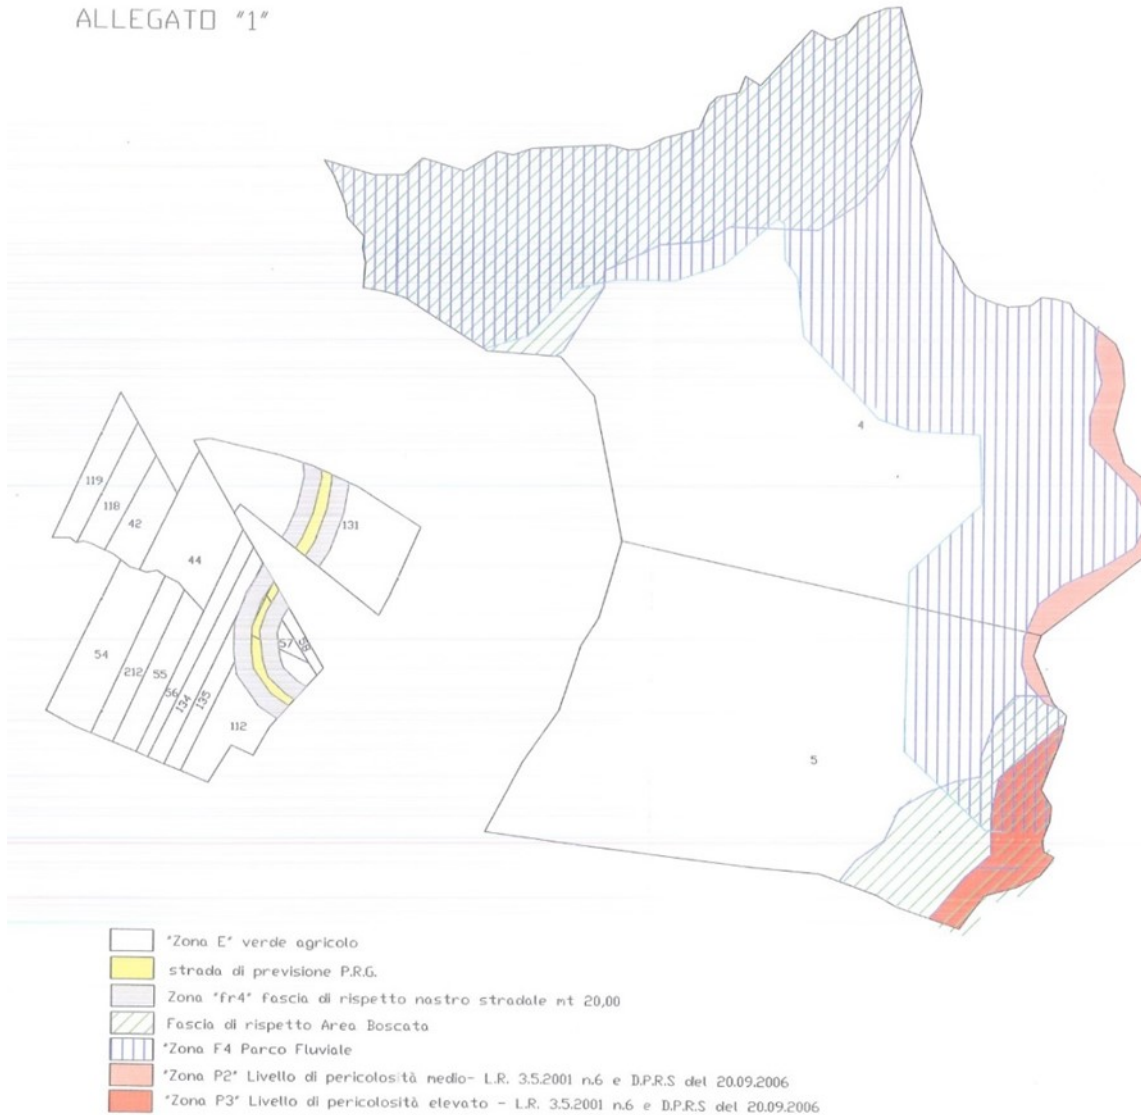 ALLEGATO "1"
4
119
118
42
131
44
54
212
55
56
134
135
57
58
112
5
"Zona E" verde agricolo
strada di previsione P.R.G.
Zona "fr4" fascia di rispetto nastro stradale mt 20,00
Fascia di rispetto Area Boscata
"Zona F4 Parco Fluviale
"Zona P2" Livello di pericolosità medio- L.R. 3.5.2001 n.6 e D.P.R.S del 20.09.2006
"Zona P3" Livello di pericolosità elevato - L.R. 3.5.2001 n.6 e D.P.R.S del 20.09.2006